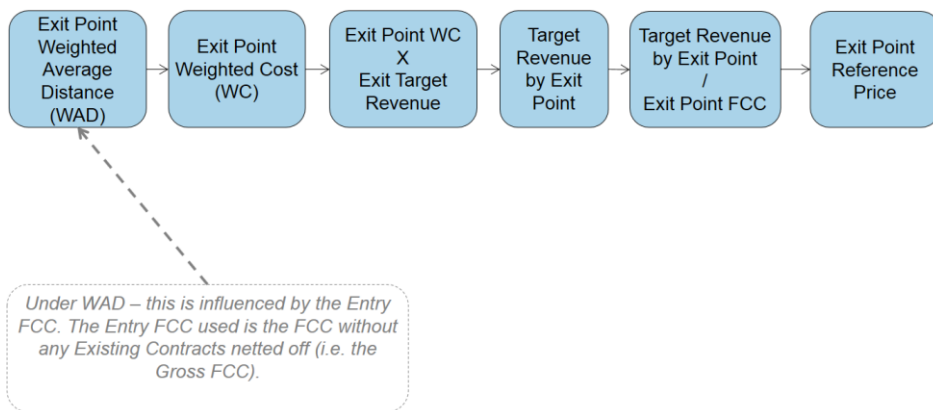 Exit Point
Weighted
Average
Distance
(WAD)
Exit Point
Weighted Cost
(WC)
Exit Point WC
X
Exit Target
Revenue
Target
Revenue
by Exit
Point
Target Revenue
by Exit Point
/
Exit Point FCC
Exit Point
Reference
Price
Under WAD – this is influenced by the Entry
FCC. The Entry FCC used is the FCC without
any Existing Contracts netted off (i.e. the
Gross FCC).